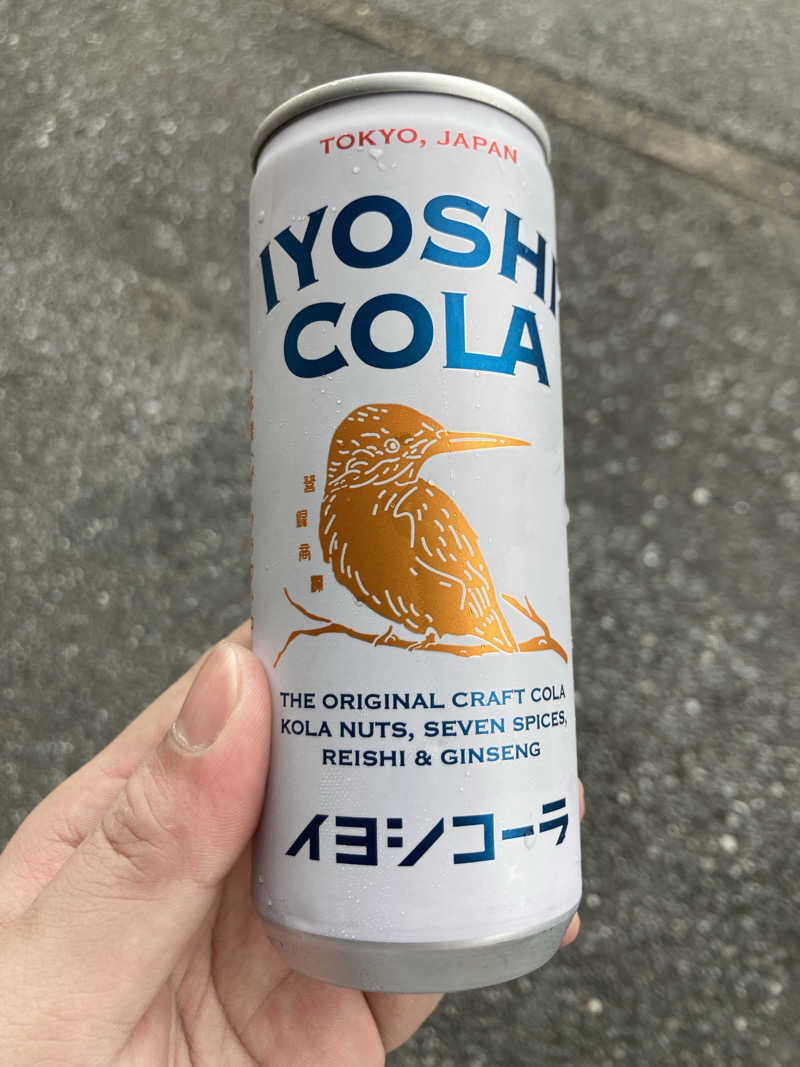 TOKYO, JAPAN
IYOSHI
COLA
THE ORIGINAL CRAFT COLA
KOLA NUTS, SEVEN SPICES,
REISHI & GINSENG
イヨシコーラ